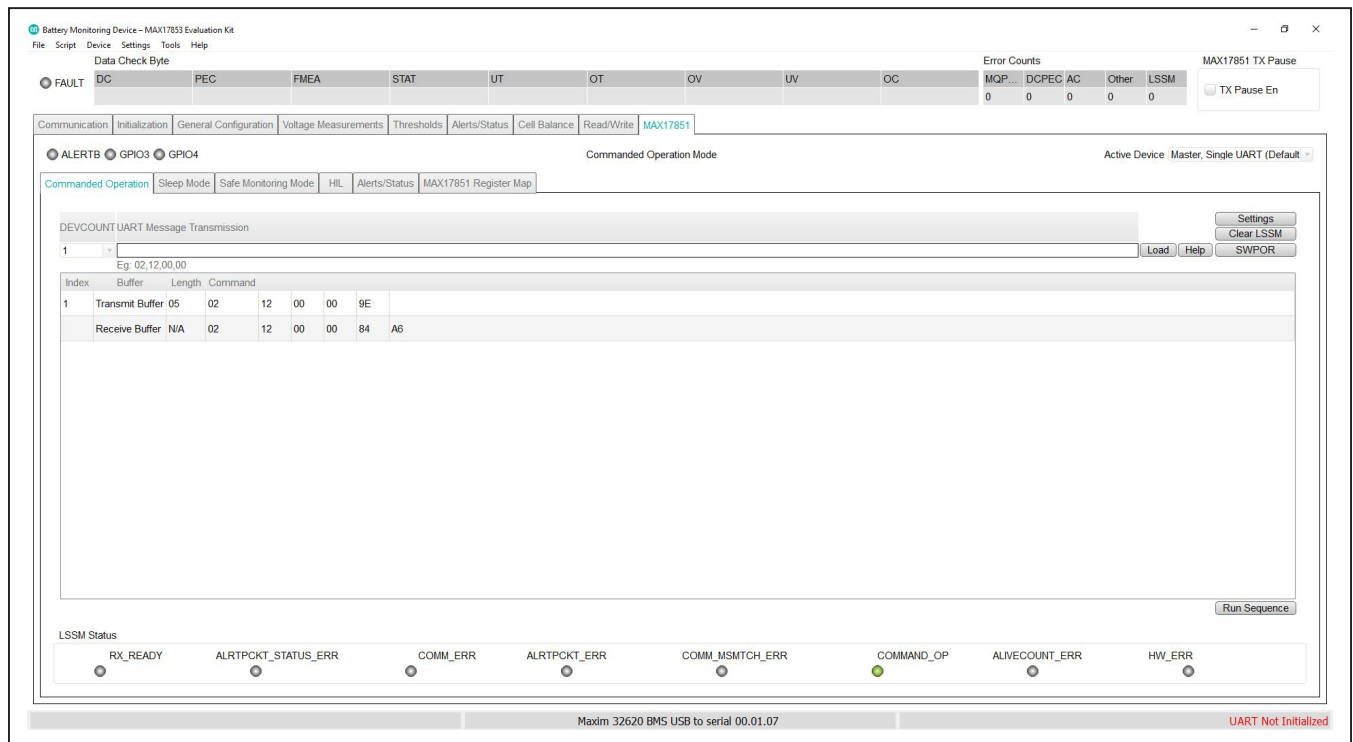 Battery Monitoring Device – MAX17853 Evaluation Kit
File Script Device Settings Tools Help
Data Check Byte Error Counts MAX17851 TX Pause
FAULT DC PEC FMEA STAT UT OT OV UV OC MQP... DCPEC AC Other LSSM
0 0 0 0 0 TX Pause En
Communication Initialization General Configuration Voltage Measurements Thresholds Alerts/Status Cell Balance Read/Write MAX17851
ALERTB GPIO3 GPIO4 Commanded Operation Mode Active Device Master, Single UART (Default
Commanded Operation Sleep Mode Safe Monitoring Mode HIL Alerts/Status MAX17851 Register Map
DEVCOUNT UART Message Transmission Settings
Clear LSSM
1 Load Help SWPOR
Eg: 02,12,00,00
Index Buffer Length Command
1 Transmit Buffer 05 02 12 00 00 9E
Receive Buffer N/A 02 12 00 00 84 A6
Run Sequence
LSSM Status
RX_READY ALRTPCKT_STATUS_ERR COMM_ERR ALRTPCKT_ERR COMM_MSMTCH_ERR COMMAND_OP ALIVECOUNT_ERR HW_ERR
Maxim 32620 BMS USB to serial 00.01.07 UART Not Initialized